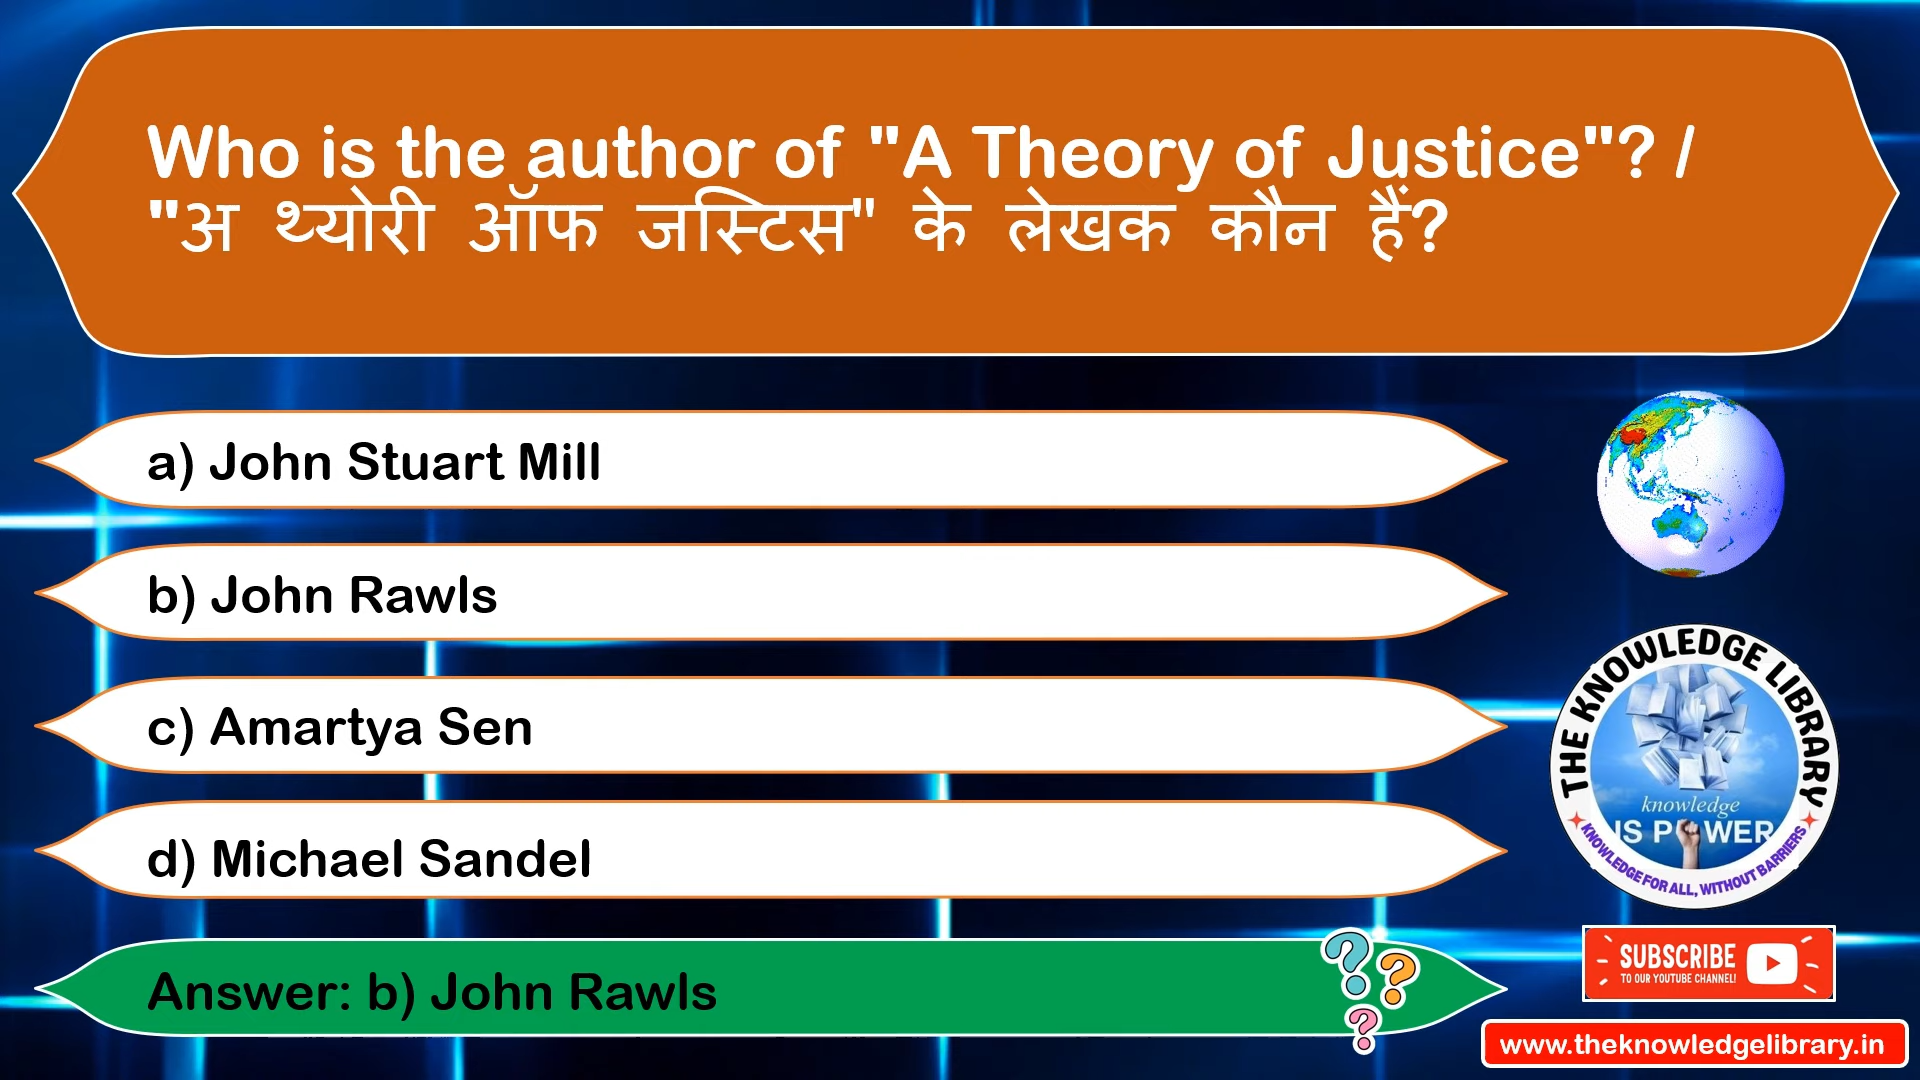 Who is the author of "A Theory of Justice"? /
"अ थ्योरी ऑफ जस्टिस" के लेखक कौन हैं?
a) John Stuart Mill
b) John Rawls
c) Amartya Sen
d) Michael Sandel
Answer: b) John Rawls
THE KNOWLEDGE LIBRARY
knowledge
IS POWER
KNOWLEDGE FOR ALL, WITHOUT BARRIERS
SUBSCRIBE
TO OUR YOUTUBE CHANNEL!
www.theknowledgelibrary.in